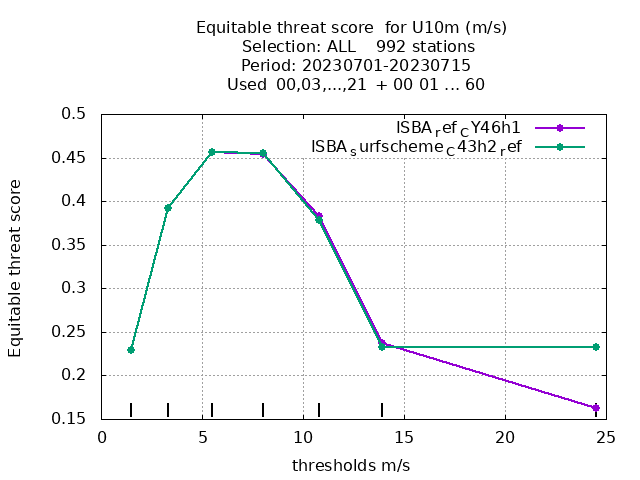 Equitable threat score  for U10m (m/s)
Selection: ALL    992 stations
Period: 20230701-20230715
Used  00,03,...,21  + 00 01 ... 60
0.5
0.45
0.4
0.35
0.3
0.25
0.2
0.15
Equitable threat score
ISBA_ref_CY46h1
ISBA_surfscheme_C43h2_ref
0
5
10
15
20
25
thresholds m/s